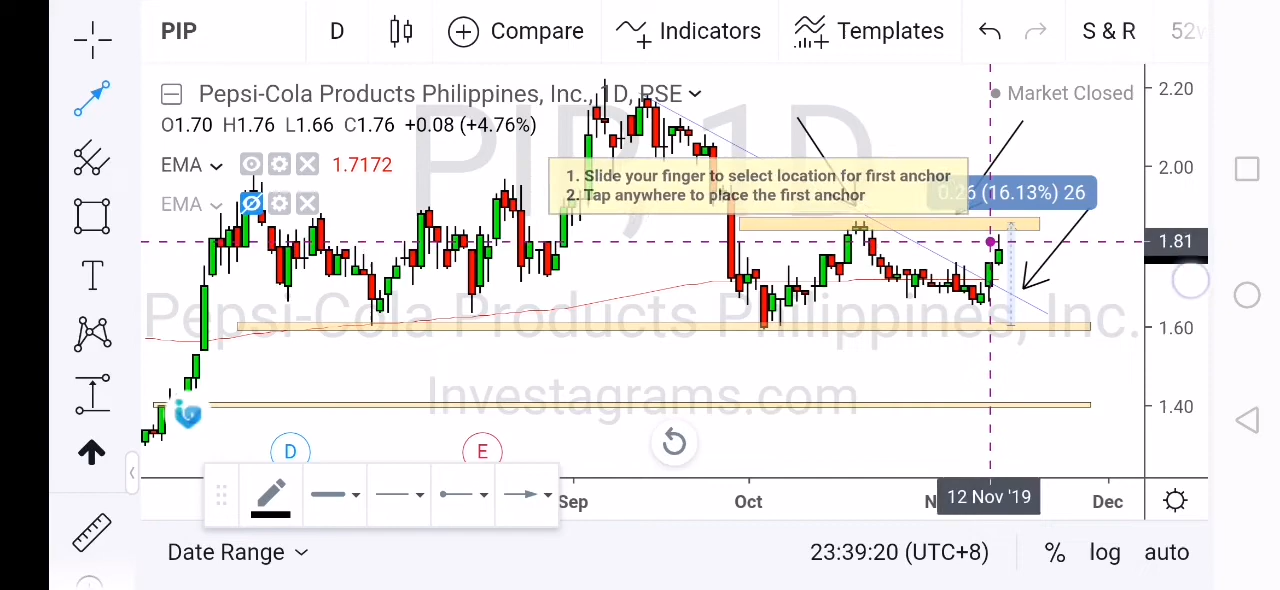 PIP D Compare Indicators Templates S & R 52w
Pepsi-Cola Products Philippines, Inc., 1D, PSE
Market Closed
2.20
O1.70 H1.76 L1.66 C1.76 +0.08 (+4.76%)
PIP, 1D
EMA 1.7172
2.00
1. Slide your finger to select location for first anchor
2. Tap anywhere to place the first anchor
0.26 (16.13%) 26
EMA
1.81
Pepsi-Cola Products Philippines, Inc.
1.60
Investagrams.com
1.40
D E
Sep Oct N 12 Nov '19 Dec
Date Range 23:39:20 (UTC+8) % log auto